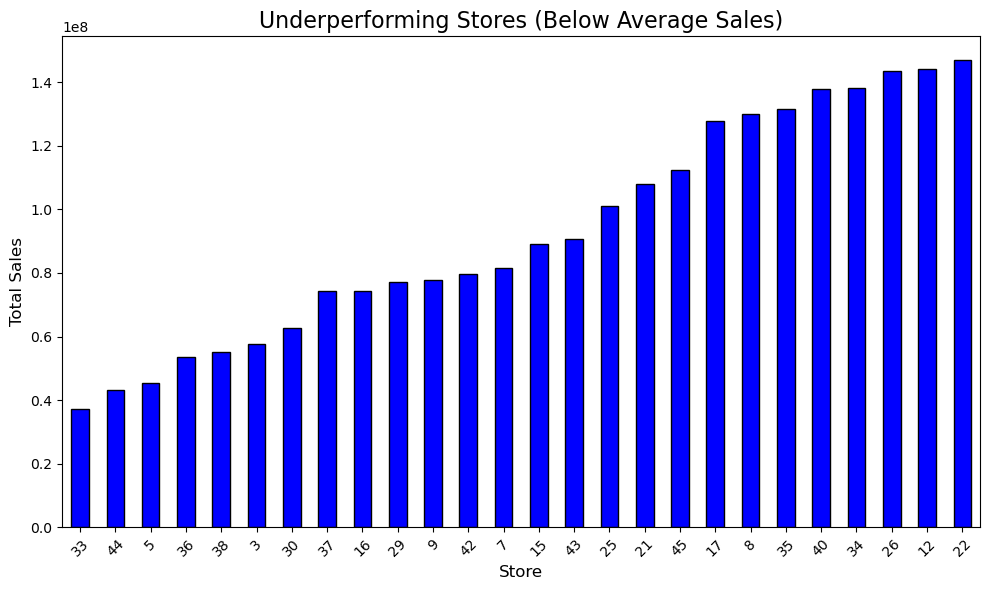 Underperforming Stores (Below Average Sales)
1e8
1.4
1.2
1.0
0.8
0.6
0.4
0.2
0.0
Total Sales
33 44 5 36 38 3 30 37 16 29 9 42 7 15 43 25 21 45 17 8 35 40 34 26 12 22
Store